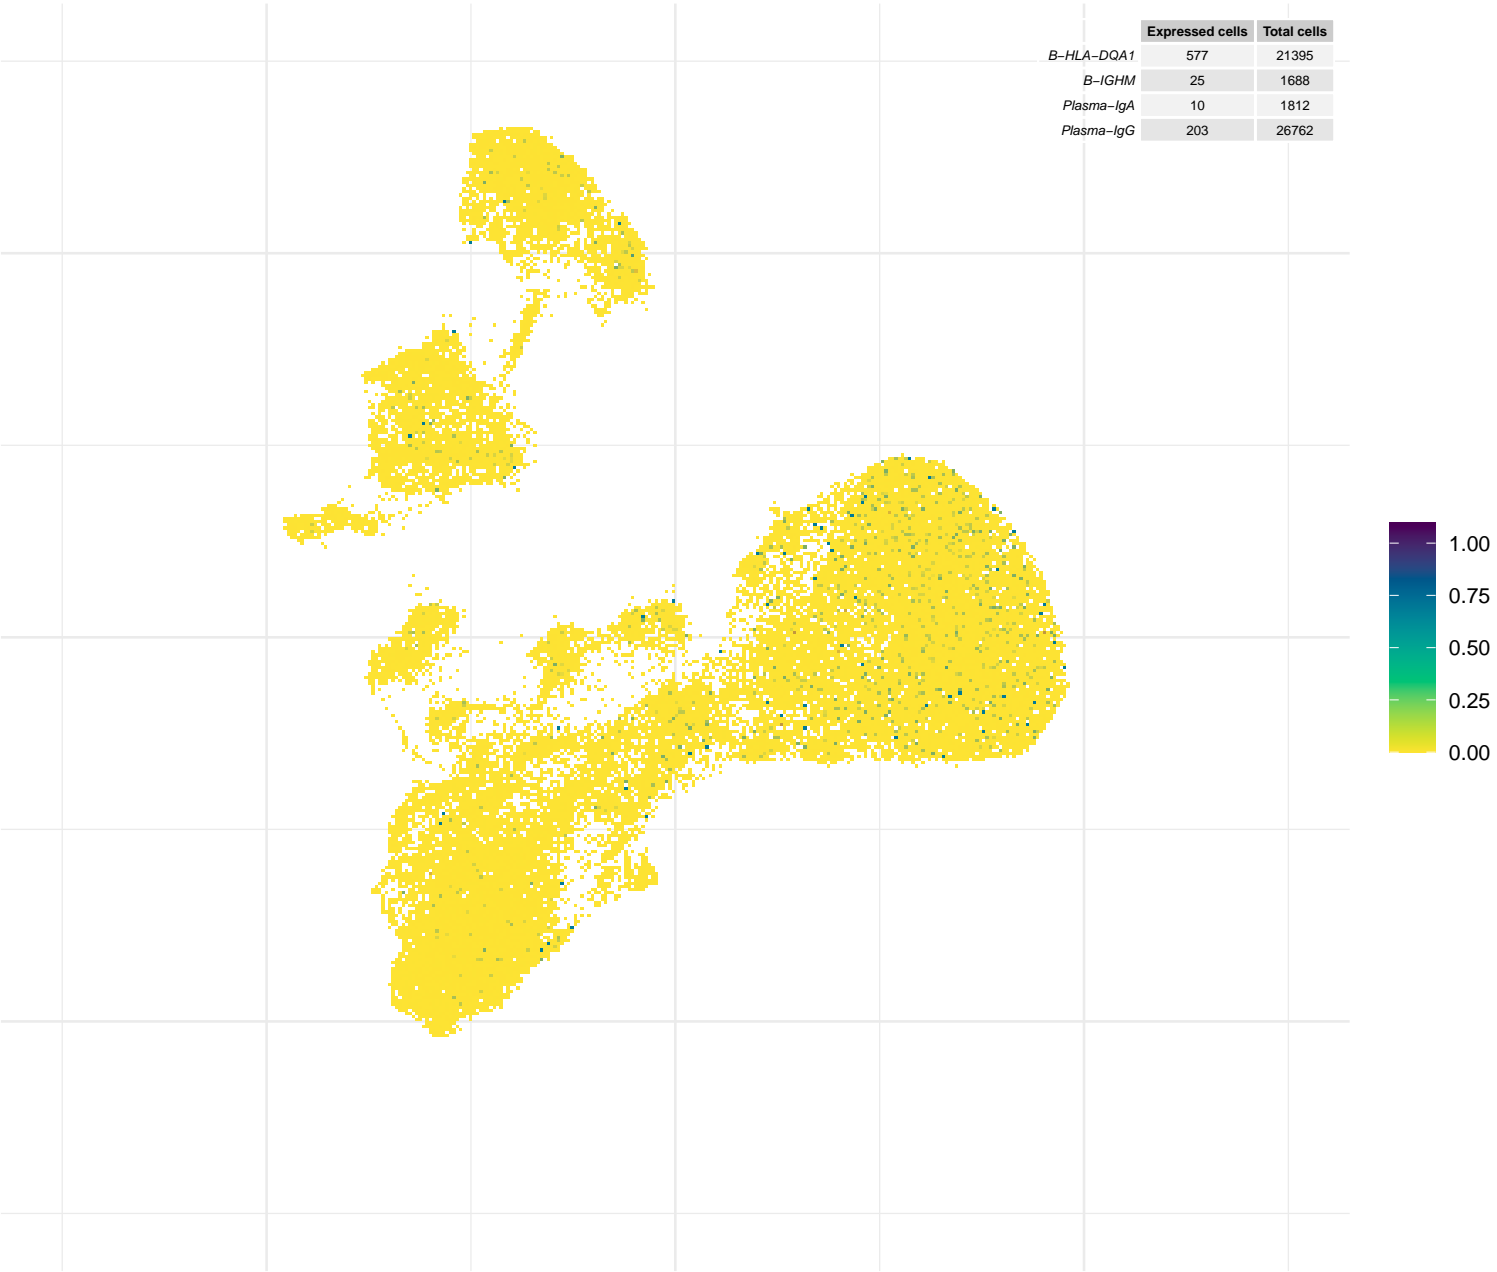 Expressed cells Total cells
B−HLA−DQA1 577 21395
B−IGHM 25 1688
Plasma−IgA 10 1812
Plasma−IgG 203 26762
1.00
0.75
0.50
0.25
0.00